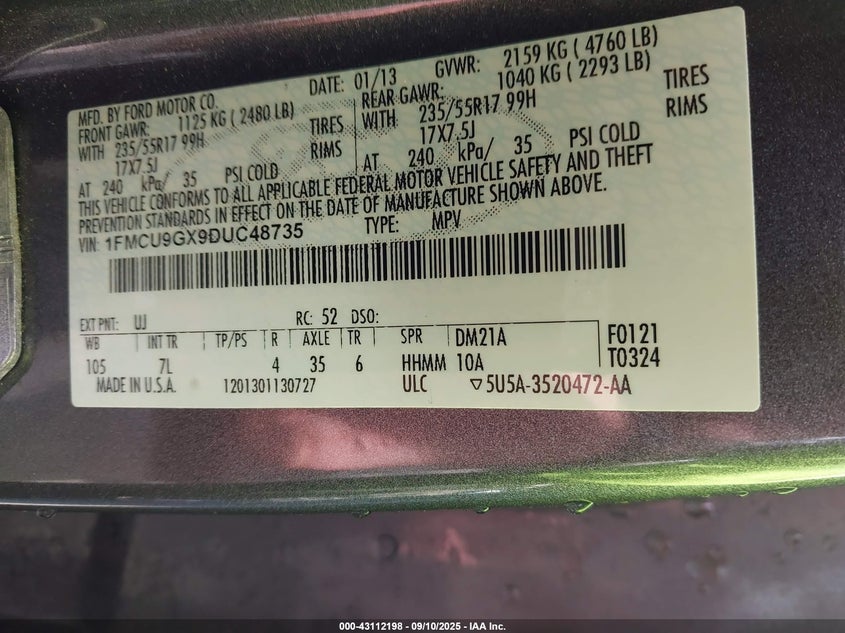 MFD. BY FORD MOTOR CO.
DATE: 01/13
GVWR: 2159 KG ( 4760 LB)
FRONT GAWR: 1125 KG ( 2480 LB)
WITH 235/55R17 99H TIRES
17X7.5J RIMS
AT 240 kPa/ 35 PSI COLD
REAR GAWR: 1040 KG ( 2293 LB)
WITH 235/55R17 99H TIRES
17X7.5J RIMS
AT 240 kPa/ 35 PSI COLD
THIS VEHICLE CONFORMS TO ALL APPLICABLE FEDERAL MOTOR VEHICLE SAFETY AND THEFT
PREVENTION STANDARDS IN EFFECT ON THE DATE OF MANUFACTURE SHOWN ABOVE.
VIN: 1FMCU9GX9DUC48735 TYPE: MPV
EXT PNT: UJ RC: 52 DSO:
WB INT TR TP/PS R AXLE TR SPR DM21A F0121
105 7L 4 35 6 HHMM 10A T0324
MADE IN U.S.A. 1201301130727 ULC ▽5U5A-3520472-AA
000-43112198 - 09/10/2025 - IAA Inc.